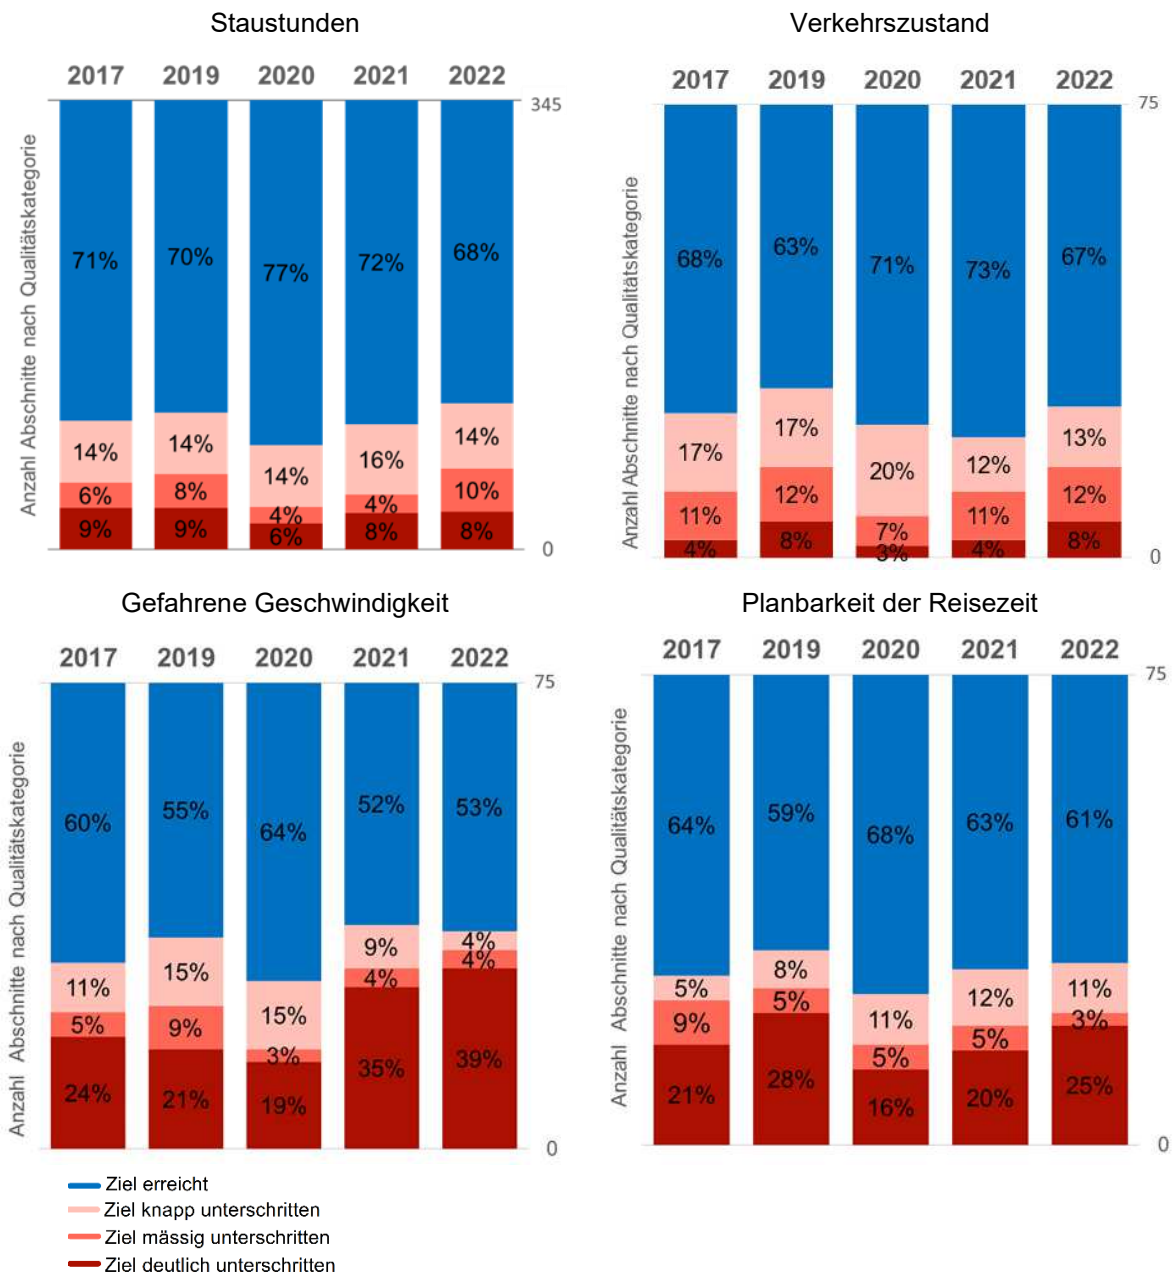 Staustunden
2017 2019 2020 2021 2022
345
Anzahl Abschnitte nach Qualitätskategorie
71% 70% 77% 72% 68%
14% 14% 14% 16% 14%
6% 8% 4% 4% 10%
9% 9% 6% 8% 8%
0
Verkehrszustand
2017 2019 2020 2021 2022
75
Anzahl Abschnitte nach Qualitätskategorie
68% 63% 71% 73% 67%
17% 17% 20% 12% 13%
11% 12% 7% 11% 12%
4% 8% 3% 4% 8%
0
Gefahrene Geschwindigkeit
2017 2019 2020 2021 2022
75
Anzahl Abschnitte nach Qualitätskategorie
60% 55% 64% 52% 53%
11% 15% 15% 9% 4%
5% 9% 3% 4% 4%
24% 21% 19% 35% 39%
0
Planbarkeit der Reisezeit
2017 2019 2020 2021 2022
75
Anzahl Abschnitte nach Qualitätskategorie
64% 59% 68% 63% 61%
5% 8% 11% 12% 11%
9% 5% 5% 5% 3%
21% 28% 16% 20% 25%
0
Ziel erreicht
Ziel knapp unterschritten
Ziel mässig unterschritten
Ziel deutlich unterschritten